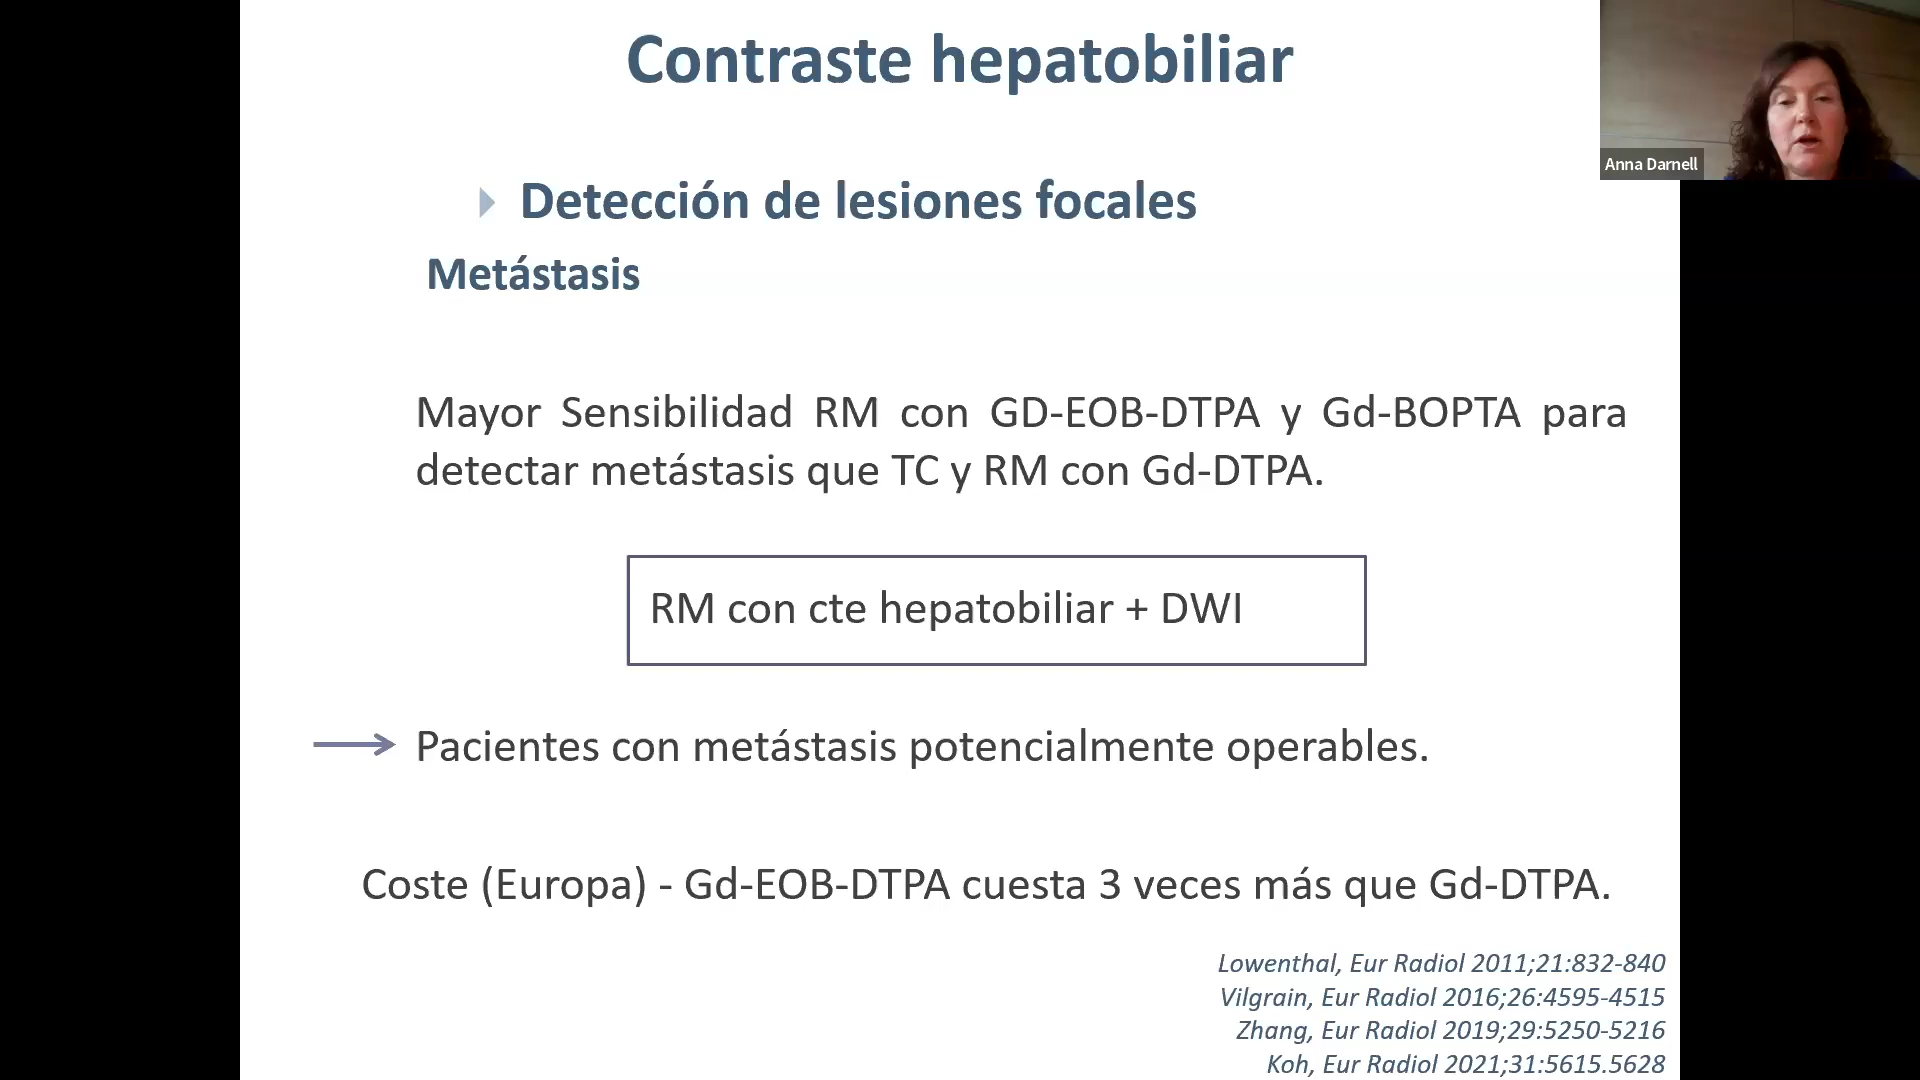 Contraste hepatobiliar
Anna Darnell
Detección de lesiones focales
Metástasis
Mayor Sensibilidad RM con GD-EOB-DTPA y Gd-BOPTA para
detectar metástasis que TC y RM con Gd-DTPA.
RM con cte hepatobiliar + DWI
Pacientes con metástasis potencialmente operables.
Coste (Europa) - Gd-EOB-DTPA cuesta 3 veces más que Gd-DTPA.
Lowenthal, Eur Radiol 2011;21:832-840
Vilgrain, Eur Radiol 2016;26:4595-4515
Zhang, Eur Radiol 2019;29:5250-5216
Koh, Eur Radiol 2021;31:5615.5628